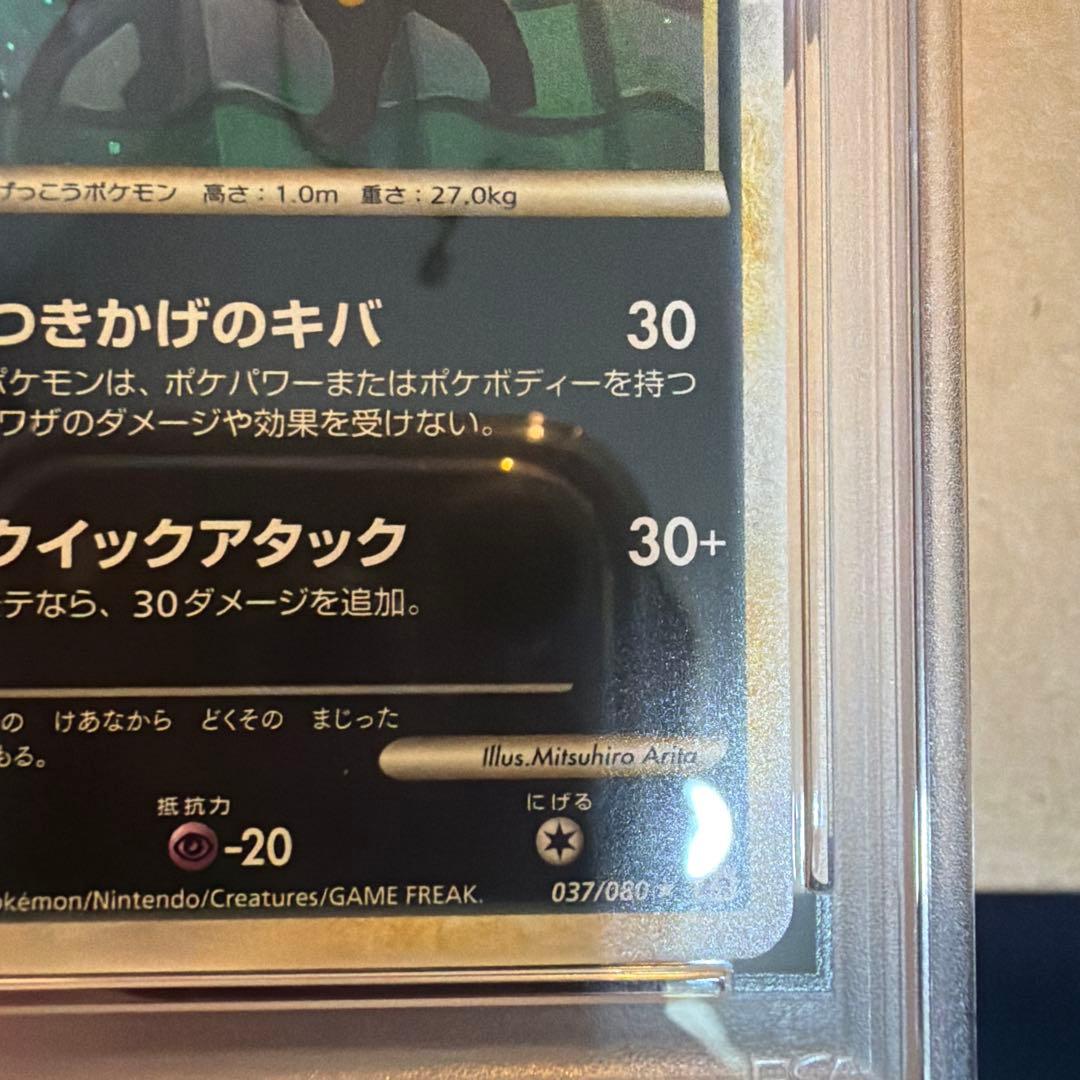 げっこうポケモン 高さ：1.0m 重さ：27.0kg
つきかげのキバ 30
ポケモンは、ポケパワーまたはポケボディーを持つ
ワザのダメージや効果を受けない。
クイックアタック 30+
テなら、30ダメージを追加。
の けあなから どくその まじった
もる。
Illus.Mitsuhiro Arita
抵抗力 にげる
-20
okémon/Nintendo/Creatures/GAME FREAK. 037/080